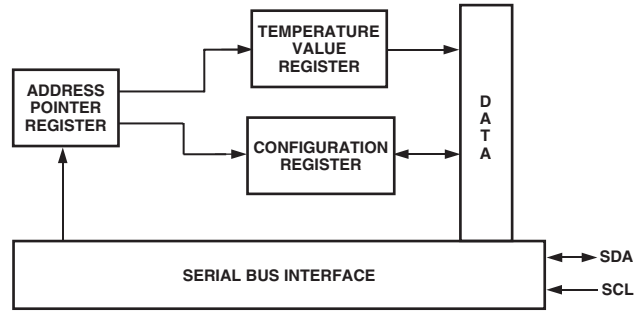 TEMPERATURE
VALUE
REGISTER
ADDRESS
POINTER
REGISTER
CONFIGURATION
REGISTER
D
A
T
A
SERIAL BUS INTERFACE
SDA
SCL